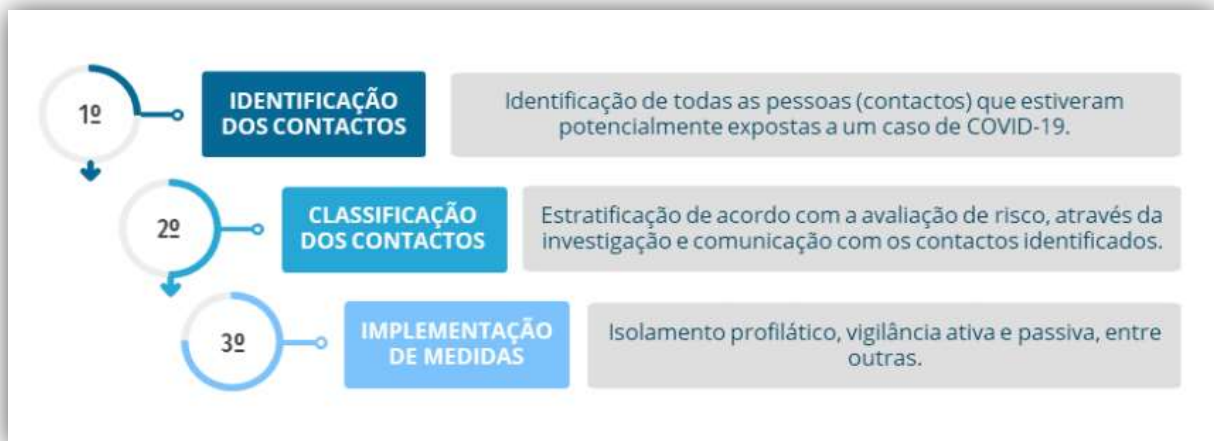 1º
IDENTIFICAÇÃO
DOS CONTACTOS
Identificação de todas as pessoas (contactos) que estiveram
potencialmente expostas a um caso de COVID-19.
2º
CLASSIFICAÇÃO
DOS CONTACTOS
Estratificação de acordo com a avaliação de risco, através da
investigação e comunicação com os contactos identificados.
3º
IMPLEMENTAÇÃO
DE MEDIDAS
Isolamento profilático, vigilância ativa e passiva, entre
outras.